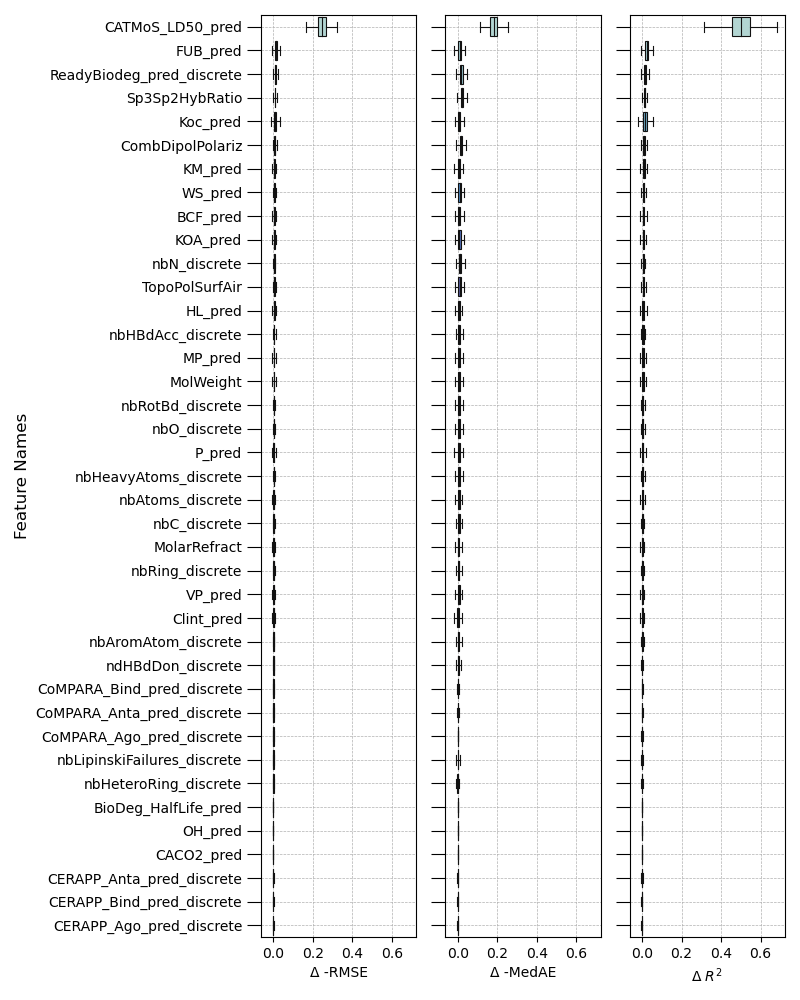 CATMoS_LD50_pred
FUB_pred
ReadyBiodeg_pred_discrete
Sp3Sp2HybRatio
Koc_pred
CombDipolPolariz
KM_pred
WS_pred
BCF_pred
KOA_pred
nbN_discrete
TopoPolSurfAir
HL_pred
nbHBdAcc_discrete
MP_pred
MolWeight
nbRotBd_discrete
nbO_discrete
P_pred
nbHeavyAtoms_discrete
nbAtoms_discrete
nbC_discrete
MolarRefract
nbRing_discrete
VP_pred
Clint_pred
nbAromAtom_discrete
ndHBdDon_discrete
CoMPARA_Bind_pred_discrete
CoMPARA_Anta_pred_discrete
CoMPARA_Ago_pred_discrete
nbLipinskiFailures_discrete
nbHeteroRing_discrete
BioDeg_HalfLife_pred
OH_pred
CACO2_pred
CERAPP_Anta_pred_discrete
CERAPP_Bind_pred_discrete
CERAPP_Ago_pred_discrete
Feature Names
0.0 0.2 0.4 0.6
Δ -RMSE
0.0 0.2 0.4 0.6
Δ -MedAE
0.0 0.2 0.4 0.6
Δ R²